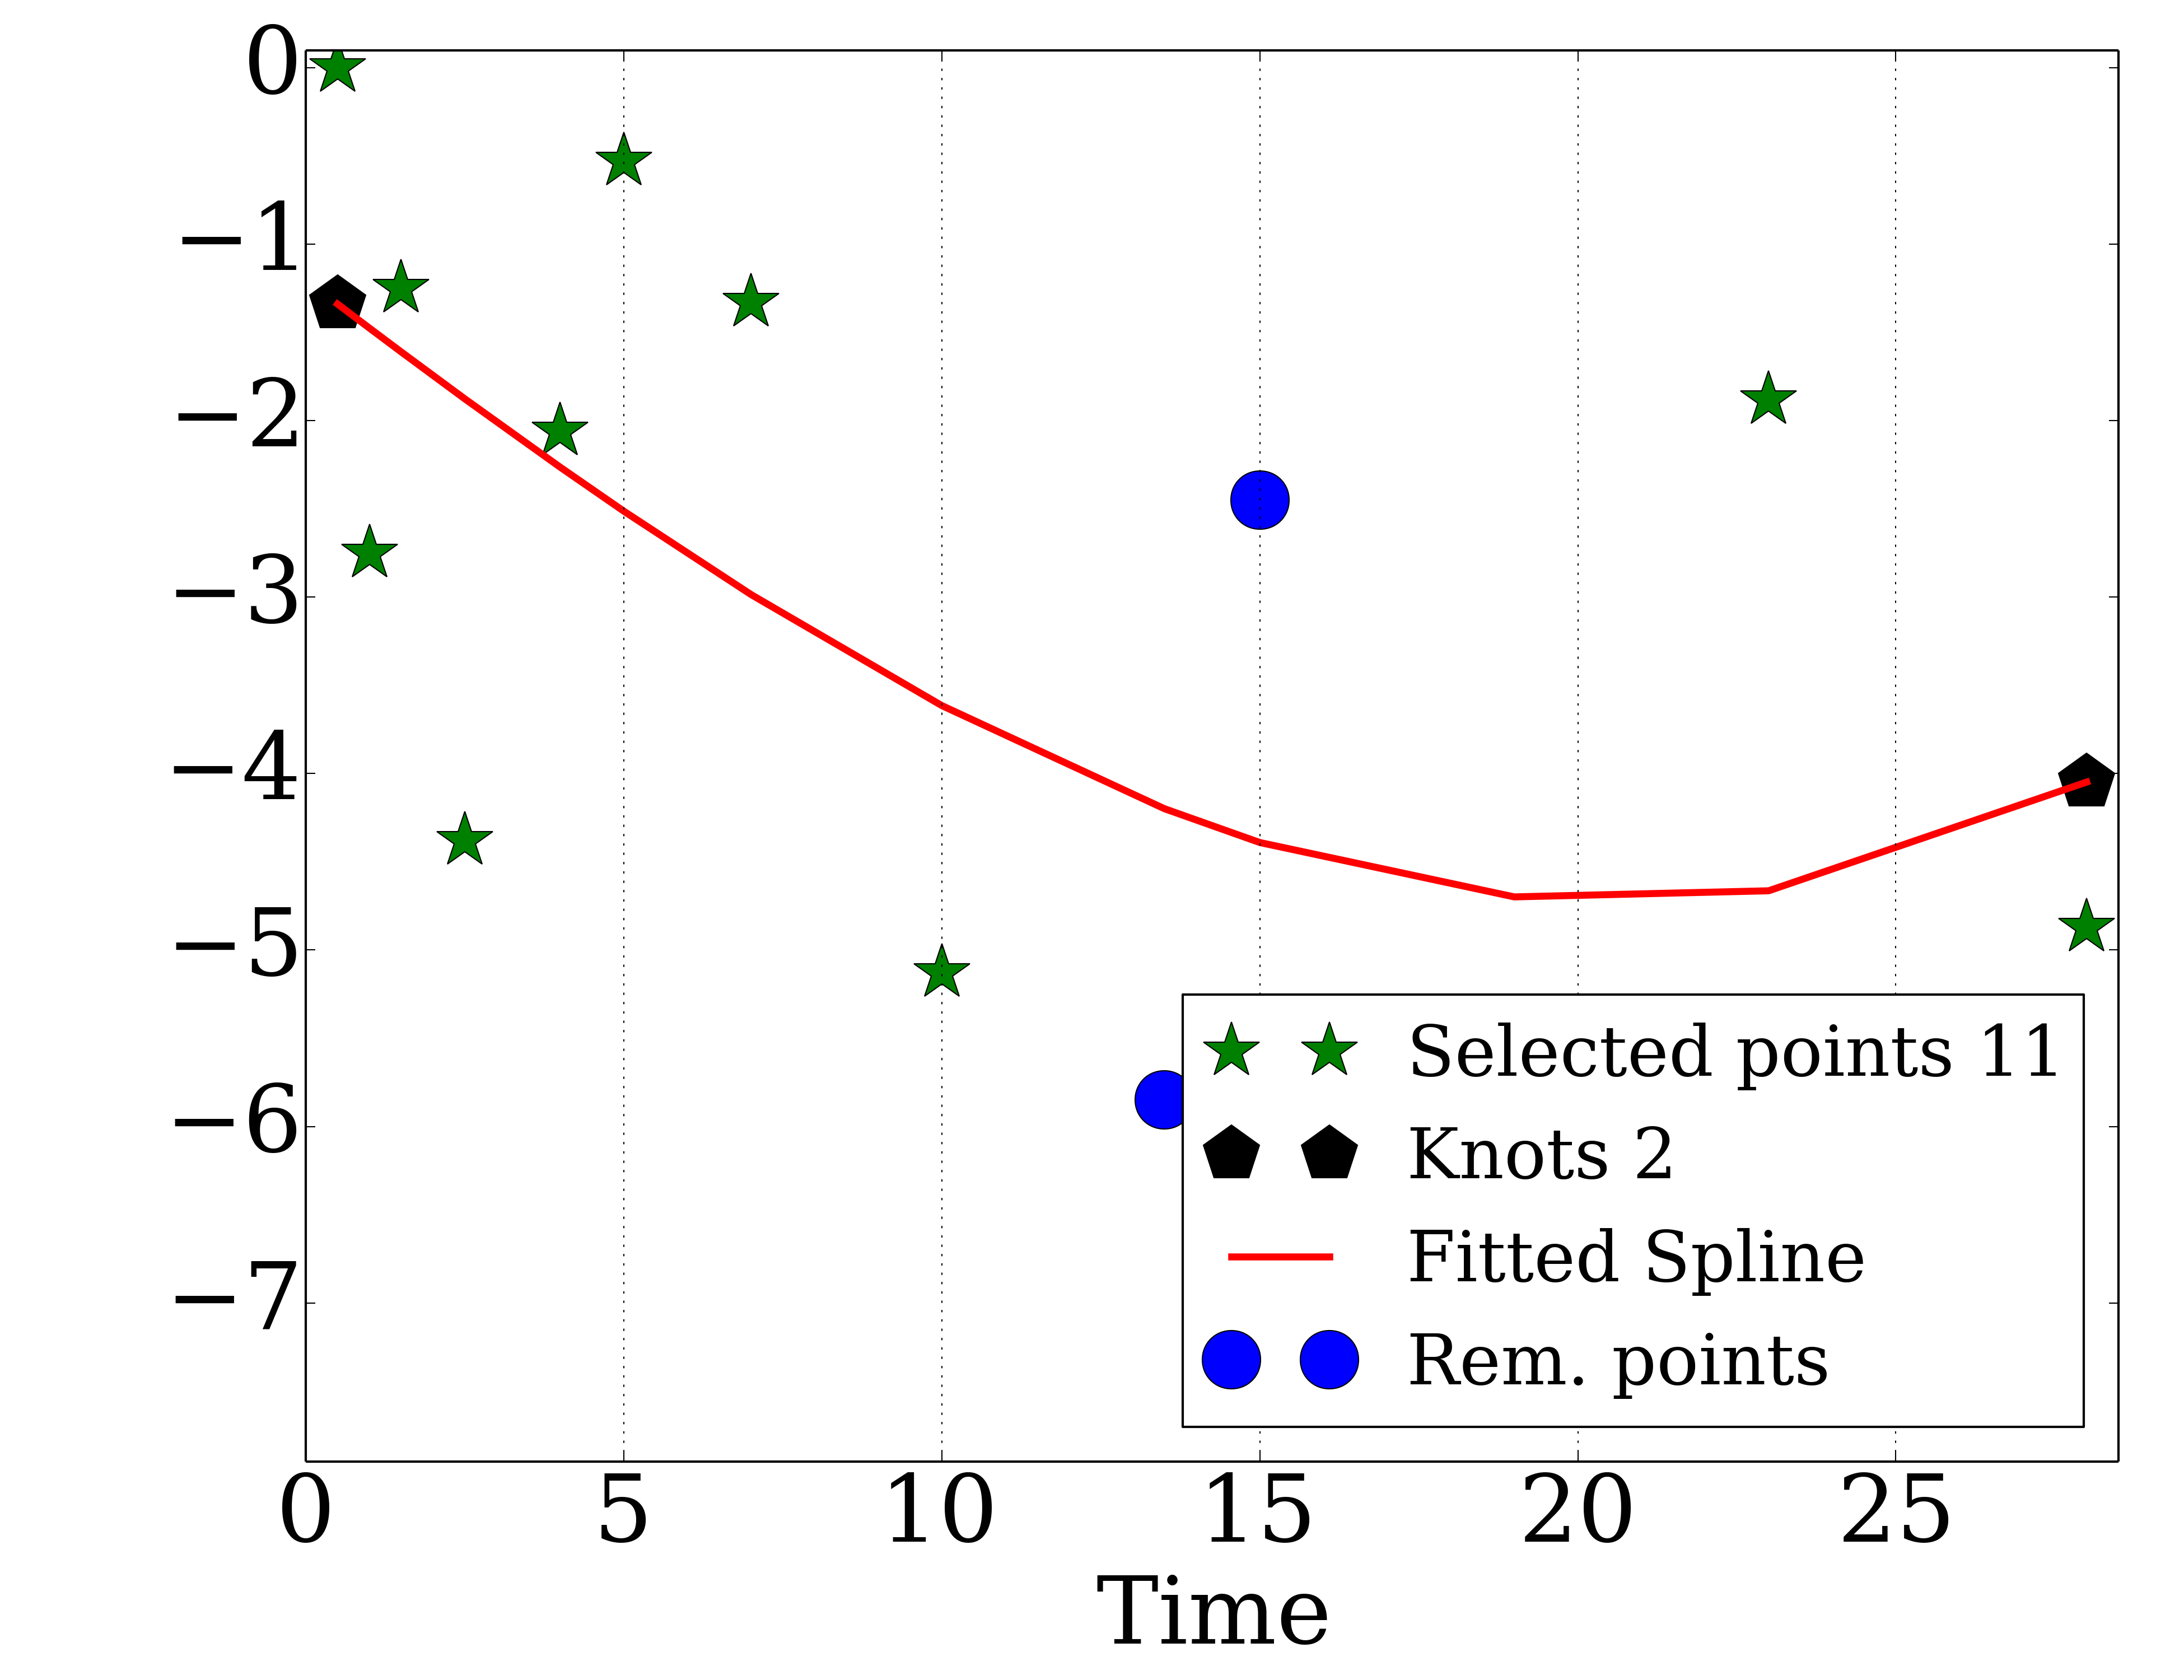 0
−1
−2
−3
−4
−5
−6
−7
Selected points 11
Knots 2
Fitted Spline
Rem. points
0 5 10 15 20 25
Time